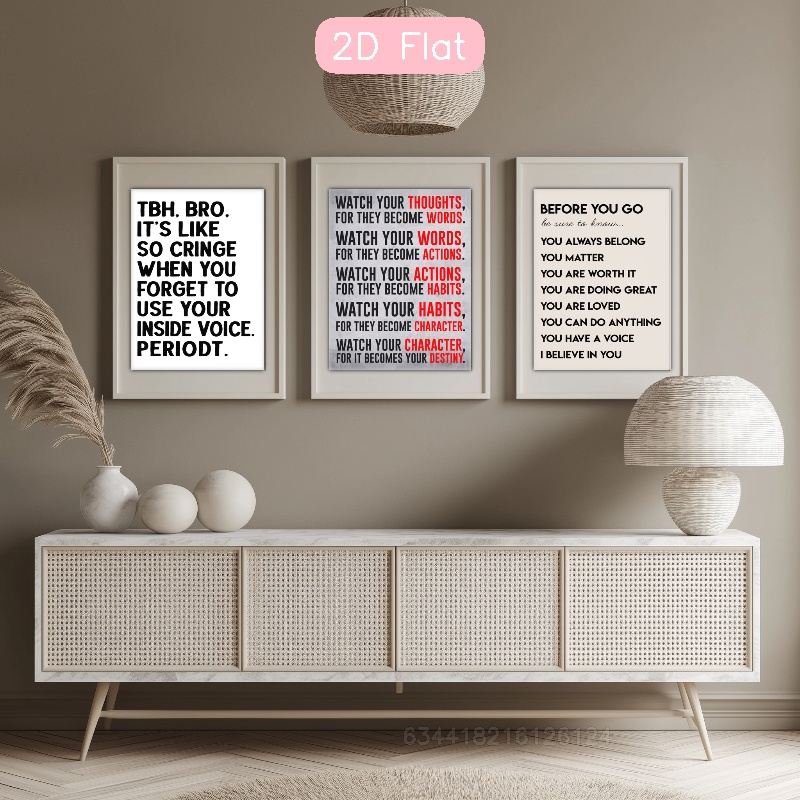 2D Flat
TBH, BRO.
IT'S LIKE
SO CRINGE
WHEN YOU
FORGET TO
USE YOUR
INSIDE VOICE.
PERIODT.
WATCH YOUR THOUGHTS,
FOR THEY BECOME WORDS.
WATCH YOUR WORDS,
FOR THEY BECOME ACTIONS.
WATCH YOUR ACTIONS,
FOR THEY BECOME HABITS.
WATCH YOUR HABITS,
FOR THEY BECOME CHARACTER.
WATCH YOUR CHARACTER,
FOR IT BECOMES YOUR DESTINY.
BEFORE YOU GO
be sure to know...
YOU ALWAYS BELONG
YOU MATTER
YOU ARE WORTH IT
YOU ARE DOING GREAT
YOU ARE LOVED
YOU CAN DO ANYTHING
YOU HAVE A VOICE
I BELIEVE IN YOU